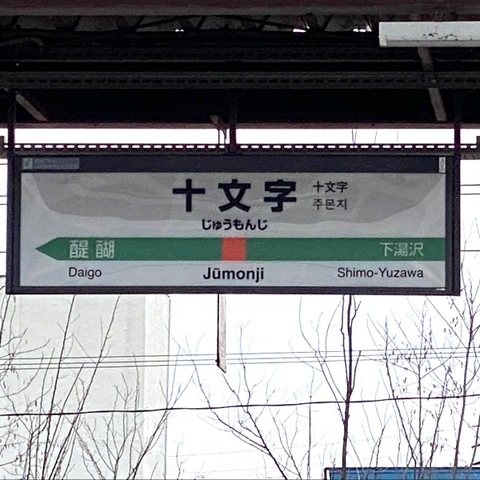 十文字
十文字
주몬지
じゅうもんじ
醍醐 下湯沢
Daigo Jūmonji Shimo-Yuzawa